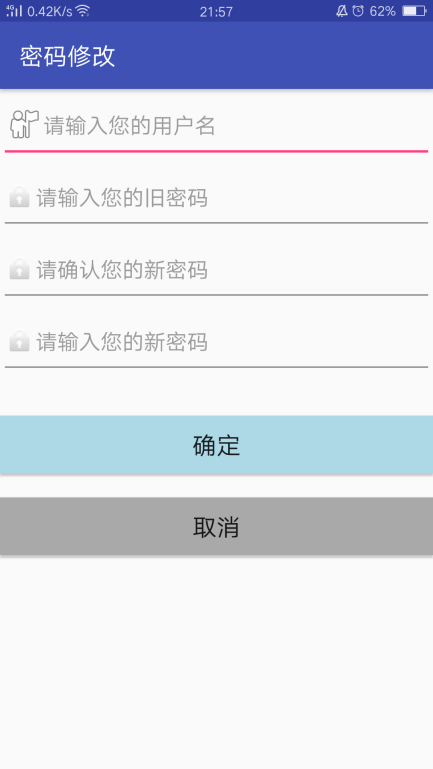 4G 0.42K/s 21:57 62%
密码修改
请输入您的用户名
请输入您的旧密码
请确认您的新密码
请输入您的新密码
确定
取消